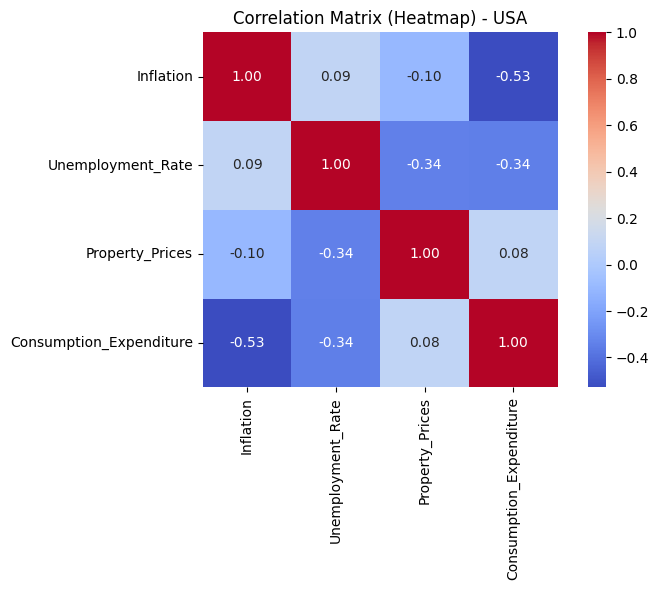 Correlation Matrix (Heatmap) - USA
Inflation 1.00 0.09 -0.10 -0.53
Unemployment_Rate 0.09 1.00 -0.34 -0.34
Property_Prices -0.10 -0.34 1.00 0.08
Consumption_Expenditure -0.53 -0.34 0.08 1.00
Inflation
Unemployment_Rate
Property_Prices
Consumption_Expenditure
1.0
0.8
0.6
0.4
0.2
0.0
−0.2
−0.4